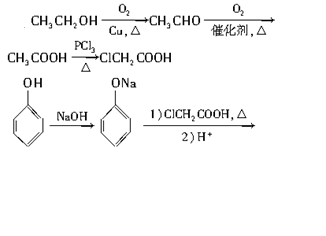 O₂ O₂
CH₃CH₂OH → CH₃CHO →
Cu,△ 催化剂,△
PCl₃
CH₃COOH → ClCH₂COOH
△
OH ONa
NaOH 1)ClCH₂COOH,△
→ →
2)H⁺